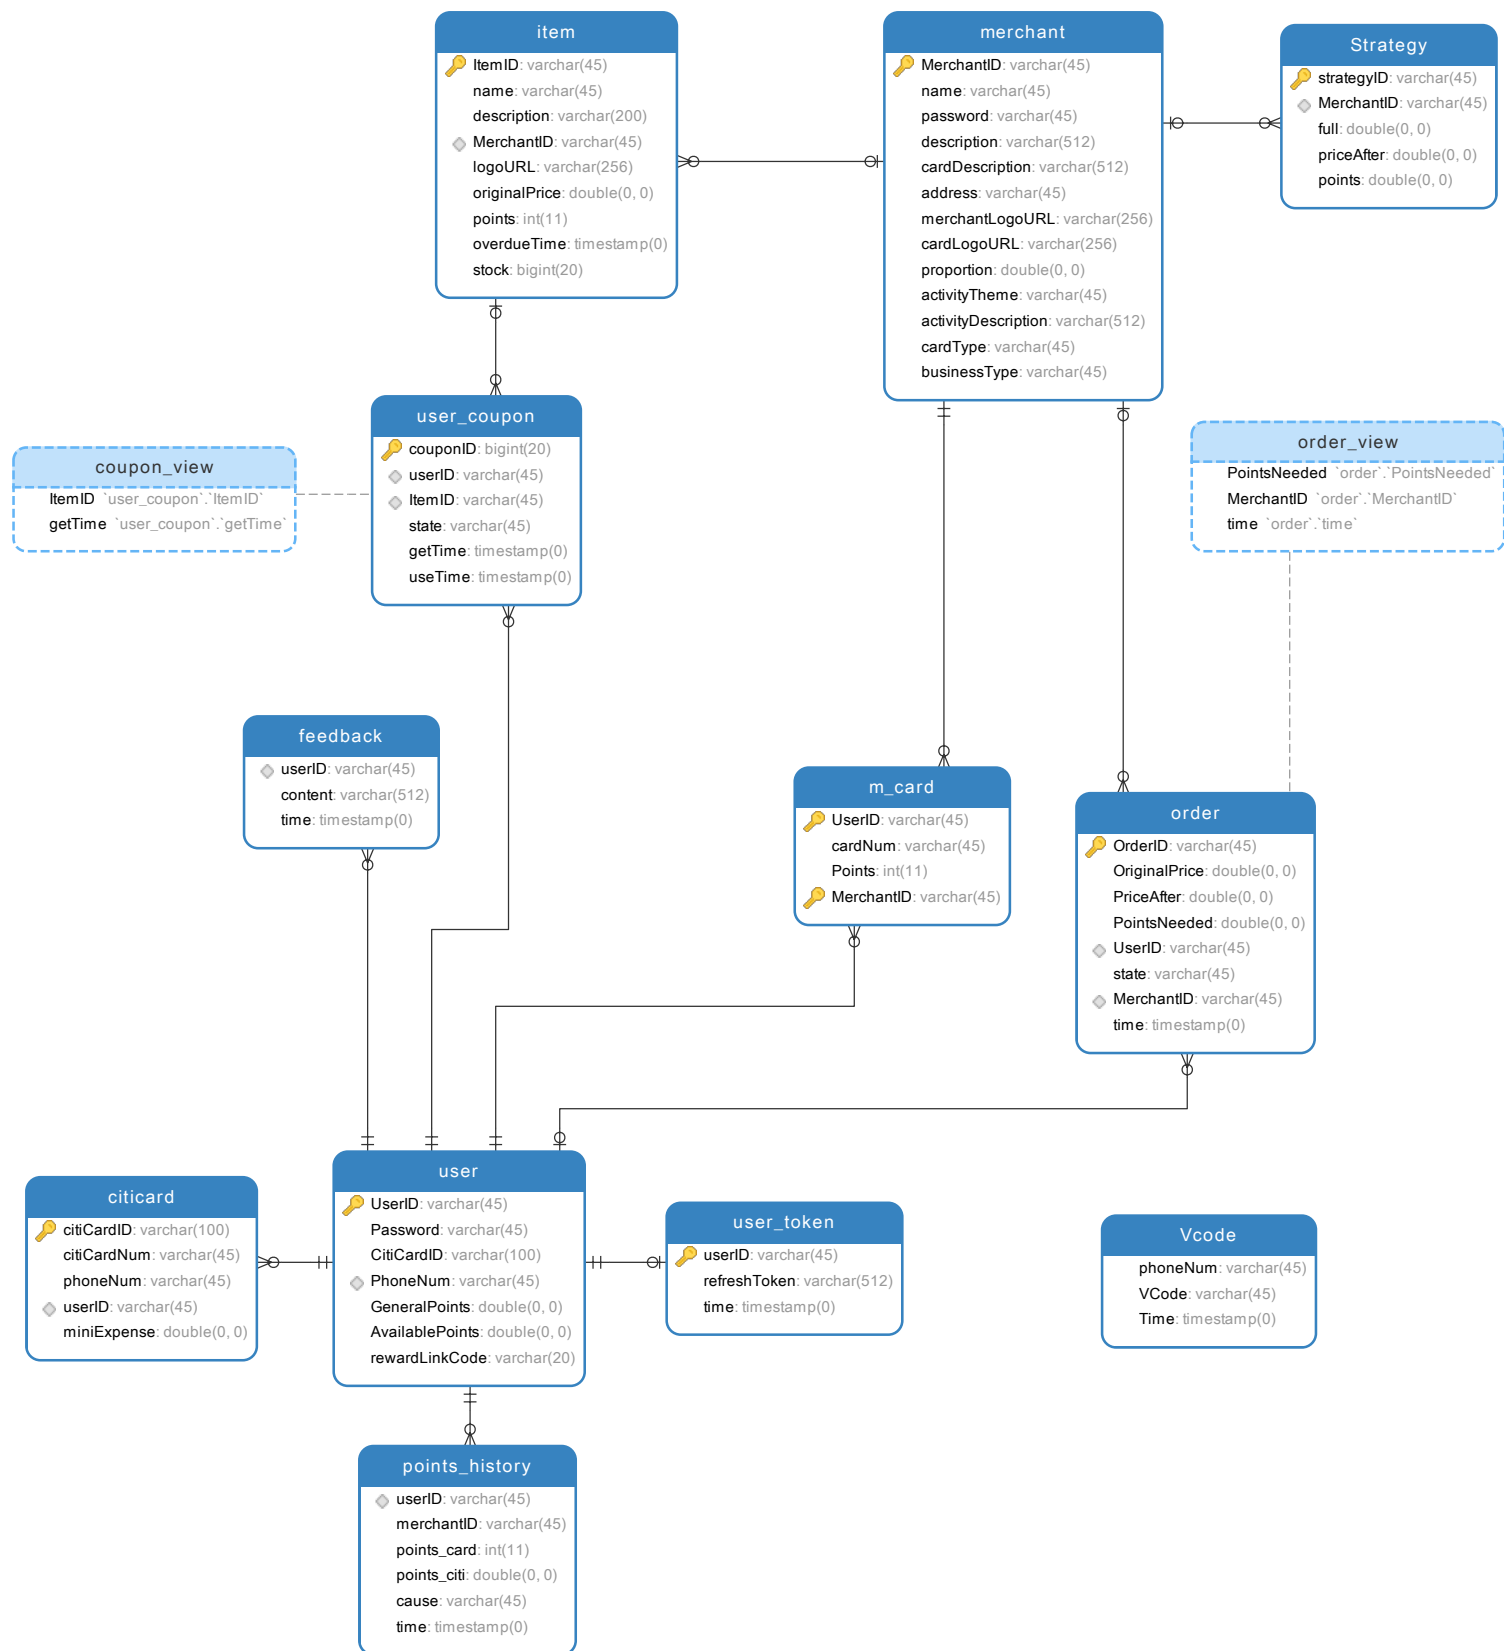 item
ItemID: varchar(45)
name: varchar(45)
description: varchar(200)
MerchantID: varchar(45)
logoURL: varchar(256)
originalPrice: double(0, 0)
points: int(11)
overdueTime: timestamp(0)
stock: bigint(20)
merchant
MerchantID: varchar(45)
name: varchar(45)
password: varchar(45)
description: varchar(512)
cardDescription: varchar(512)
address: varchar(45)
merchantLogoURL: varchar(256)
cardLogoURL: varchar(256)
proportion: double(0, 0)
activityTheme: varchar(45)
activityDescription: varchar(512)
cardType: varchar(45)
businessType: varchar(45)
Strategy
strategyID: varchar(45)
MerchantID: varchar(45)
full: double(0, 0)
priceAfter: double(0, 0)
points: double(0, 0)
user_coupon
couponID: bigint(20)
userID: varchar(45)
ItemID: varchar(45)
state: varchar(45)
getTime: timestamp(0)
useTime: timestamp(0)
coupon_view
ItemID `user_coupon`.`ItemID`
getTime `user_coupon`.`getTime`
order_view
PointsNeeded `order`.`PointsNeeded`
MerchantID `order`.`MerchantID`
time `order`.`time`
feedback
userID: varchar(45)
content: varchar(512)
time: timestamp(0)
m_card
UserID: varchar(45)
cardNum: varchar(45)
Points: int(11)
MerchantID: varchar(45)
order
OrderID: varchar(45)
OriginalPrice: double(0, 0)
PriceAfter: double(0, 0)
PointsNeeded: double(0, 0)
UserID: varchar(45)
state: varchar(45)
MerchantID: varchar(45)
time: timestamp(0)
citicard
citiCardID: varchar(100)
citiCardNum: varchar(45)
phoneNum: varchar(45)
userID: varchar(45)
miniExpense: double(0, 0)
user
UserID: varchar(45)
Password: varchar(45)
CitiCardID: varchar(100)
PhoneNum: varchar(45)
GeneralPoints: double(0, 0)
AvailablePoints: double(0, 0)
rewardLinkCode: varchar(20)
user_token
userID: varchar(45)
refreshToken: varchar(512)
time: timestamp(0)
Vcode
phoneNum: varchar(45)
VCode: varchar(45)
Time: timestamp(0)
points_history
userID: varchar(45)
merchantID: varchar(45)
points_card: int(11)
points_citi: double(0, 0)
cause: varchar(45)
time: timestamp(0)